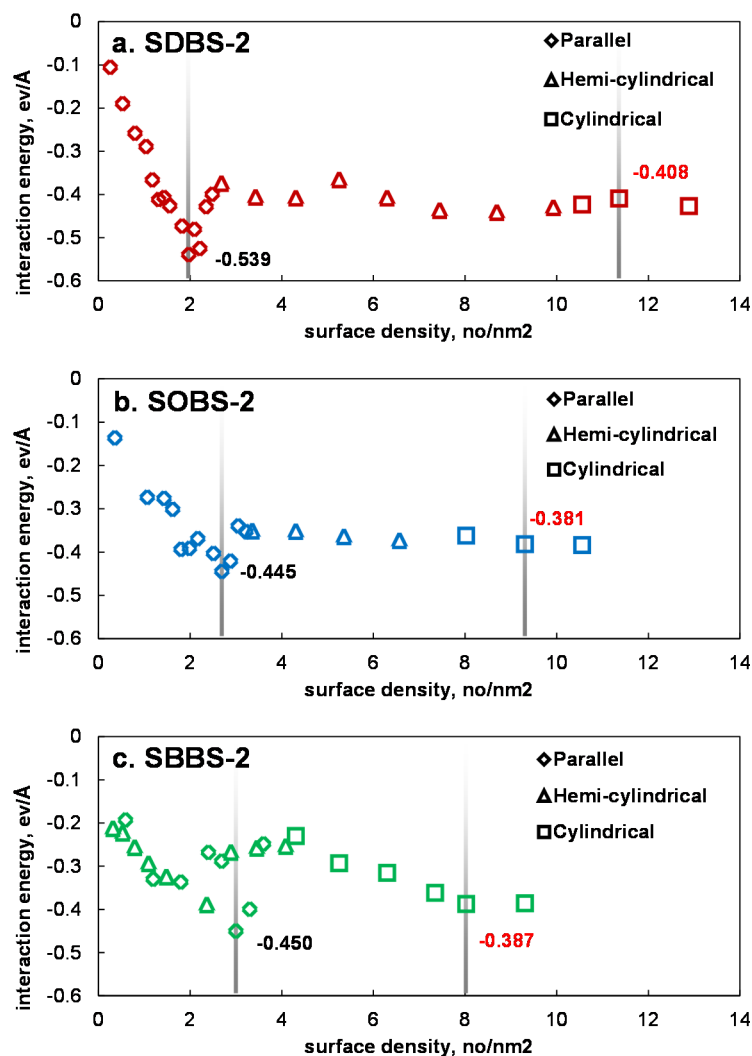 a. SDBS-2
Parallel
Hemi-cylindrical
Cylindrical
0
-0.1
-0.2
-0.3
-0.4
-0.5
-0.6
interaction energy, ev/A
-0.408
-0.539
0 2 4 6 8 10 12 14
surface density, no/nm2
b. SOBS-2
Parallel
Hemi-cylindrical
Cylindrical
0
-0.1
-0.2
-0.3
-0.4
-0.5
-0.6
interaction energy, ev/A
-0.381
-0.445
0 2 4 6 8 10 12 14
surface density, no/nm2
c. SBBS-2
Parallel
Hemi-cylindrical
Cylindrical
0
-0.1
-0.2
-0.3
-0.4
-0.5
-0.6
interaction energy, ev/A
-0.450
-0.387
0 2 4 6 8 10 12 14
surface density, no/nm2